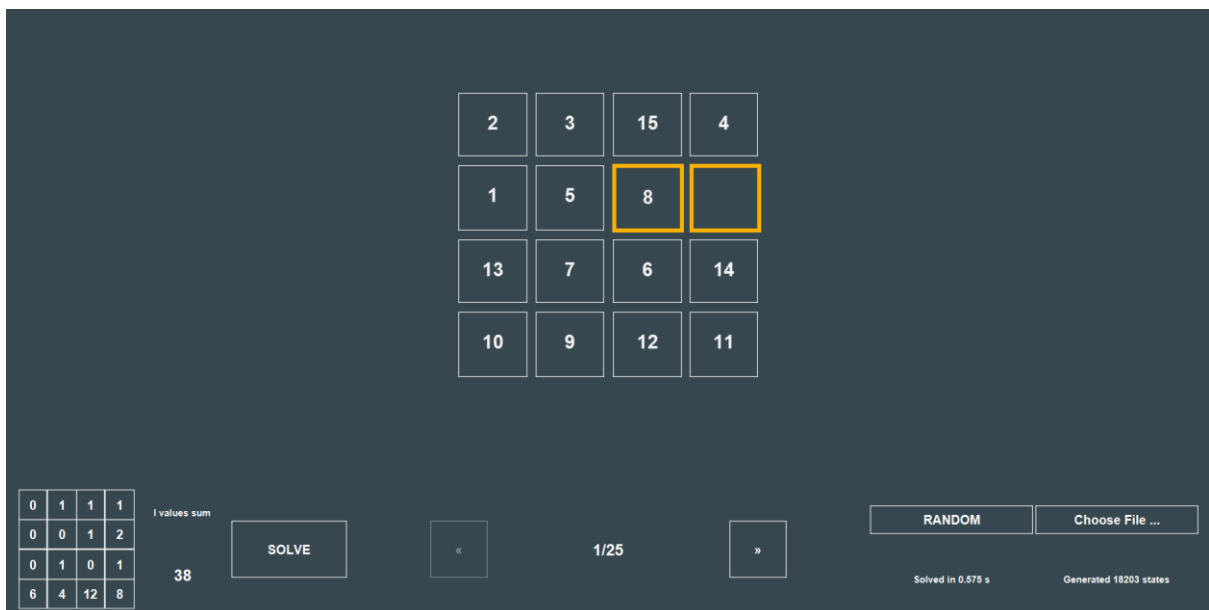 2 3 15 4
1 5 8
13 7 6 14
10 9 12 11
0 1 1 1
0 0 1 2
0 1 0 1
6 4 12 8
I values sum
38
SOLVE
«
1/25
»
RANDOM
Choose File ...
Solved in 0.575 s
Generated 18203 states